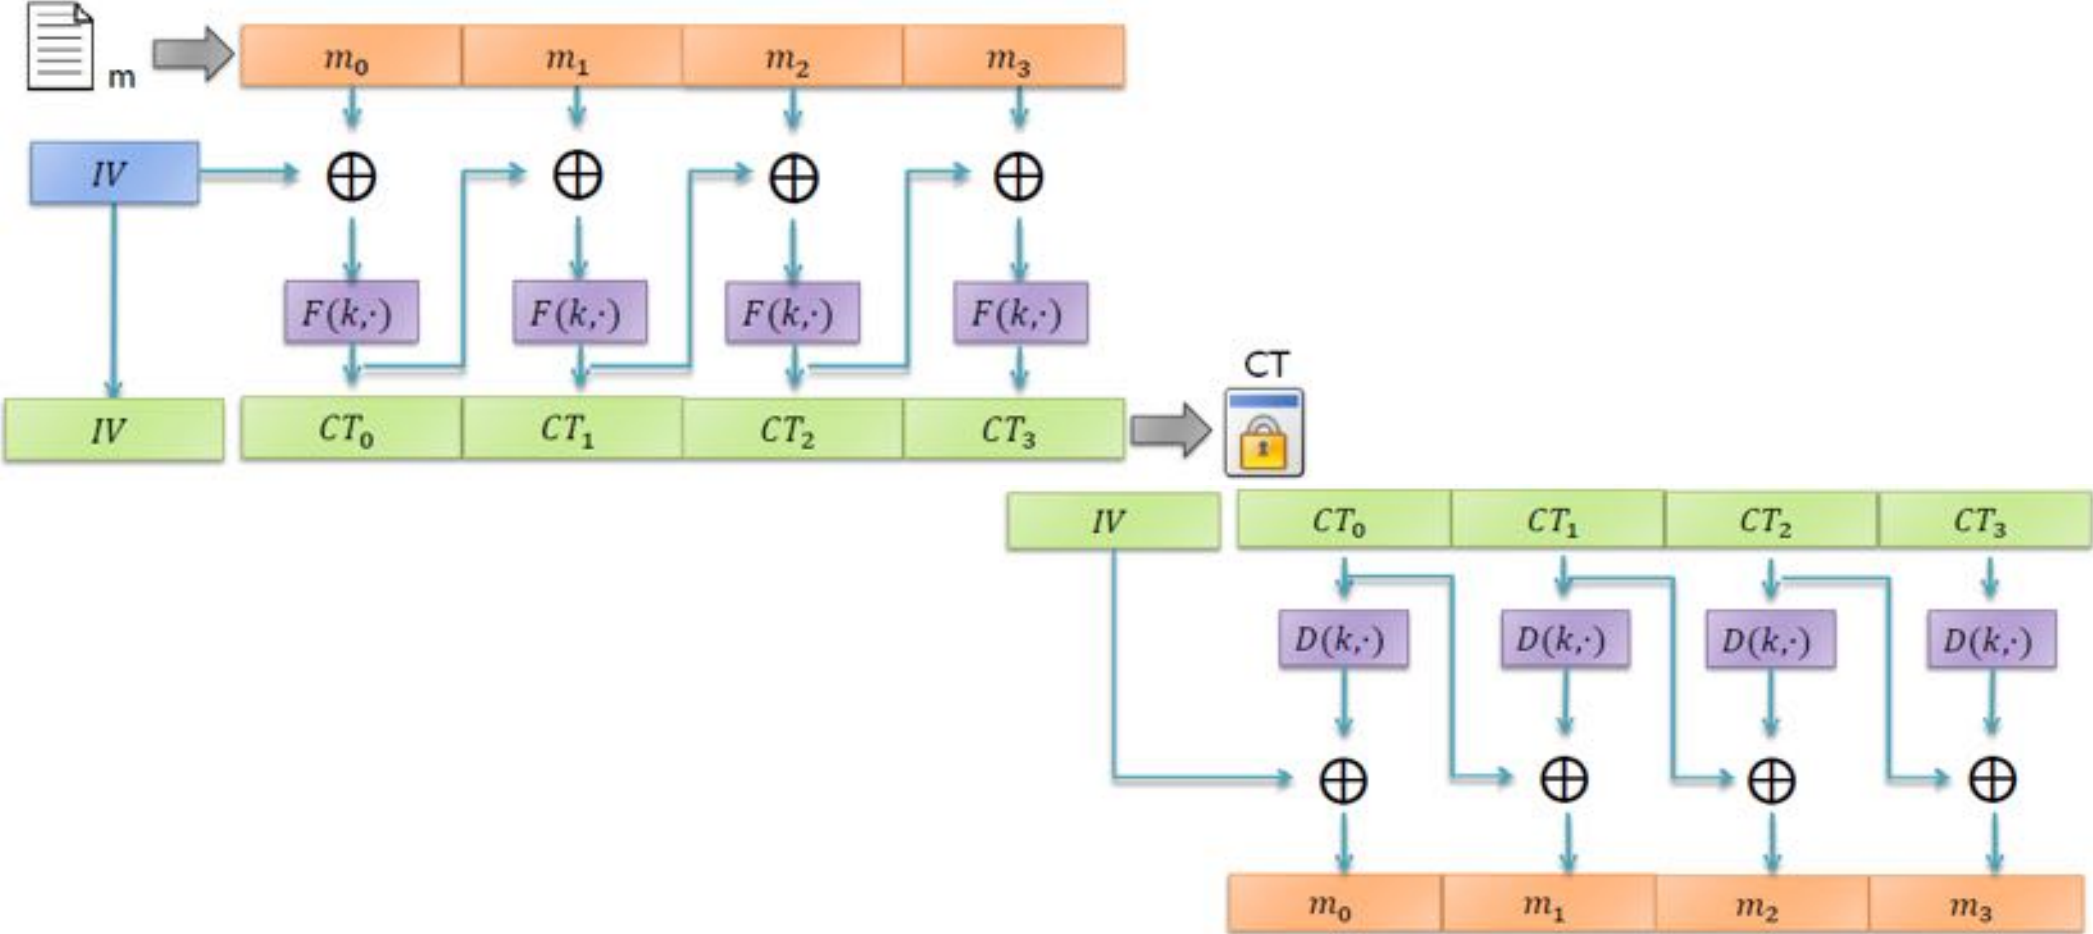 m m₀ m₁ m₂ m₃
IV
F(k,·) F(k,·) F(k,·) F(k,·)
CT
IV CT₀ CT₁ CT₂ CT₃
IV CT₀ CT₁ CT₂ CT₃
D(k,·) D(k,·) D(k,·) D(k,·)
m₀ m₁ m₂ m₃